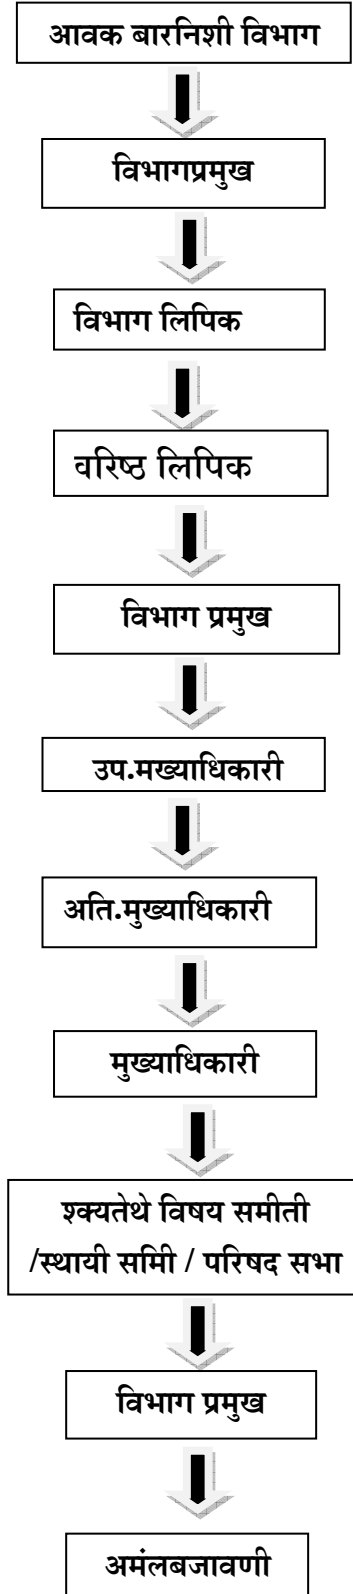 आवक बारनिशी विभाग
विभागप्रमुख
विभाग लिपिक
वरिष्ठ लिपिक
विभाग प्रमुख
उप.मख्याधिकारी
अति.मुख्याधिकारी
मुख्याधिकारी
श्क्यतेथे विषय समीती
/स्थायी समिाी / परिषद सभा
विभाग प्रमुख
अमंलबजावणी